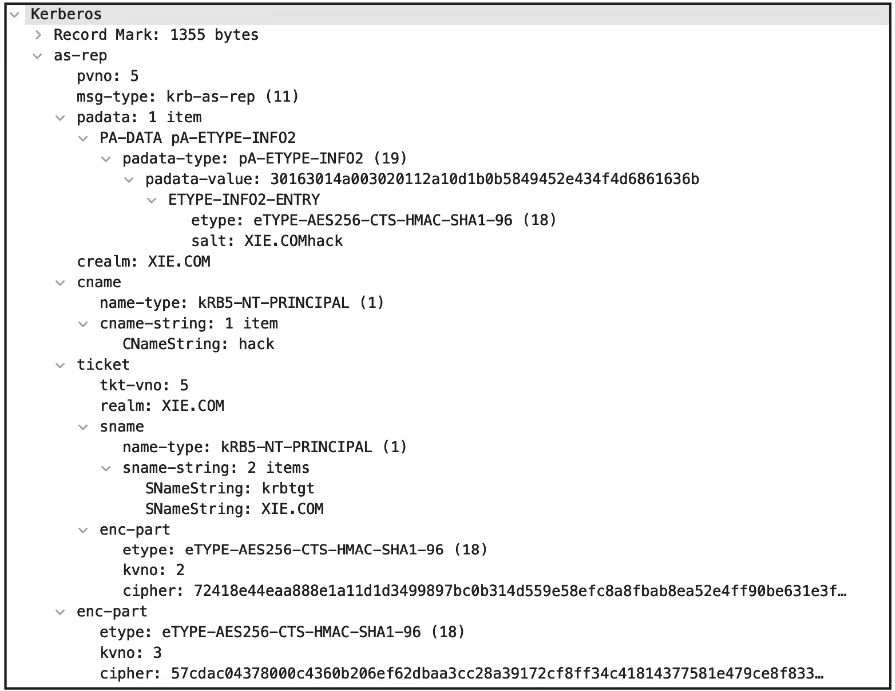 Kerberos
Record Mark: 1355 bytes
as-rep
pvno: 5
msg-type: krb-as-rep (11)
padata: 1 item
PA-DATA pA-ETYPE-INFO2
padata-type: pA-ETYPE-INFO2 (19)
padata-value: 30163014a003020112a10d1b0b5849452e434f4d6861636b
ETYPE-INFO2-ENTRY
etype: eTYPE-AES256-CTS-HMAC-SHA1-96 (18)
salt: XIE.COMhack
crealm: XIE.COM
cname
name-type: kRB5-NT-PRINCIPAL (1)
cname-string: 1 item
CNameString: hack
ticket
tkt-vno: 5
realm: XIE.COM
sname
name-type: kRB5-NT-PRINCIPAL (1)
sname-string: 2 items
SNameString: krbtgt
SNameString: XIE.COM
enc-part
etype: eTYPE-AES256-CTS-HMAC-SHA1-96 (18)
kvno: 2
cipher: 72418e44eaa888e1a11d1d3499897bc0b314d559e58efc8a8fbab8ea52e4ff90be631e3f…
enc-part
etype: eTYPE-AES256-CTS-HMAC-SHA1-96 (18)
kvno: 3
cipher: 57cdac04378000c4360b206ef62dbaa3cc28a39172cf8ff34c41814377581e479ce8f833…